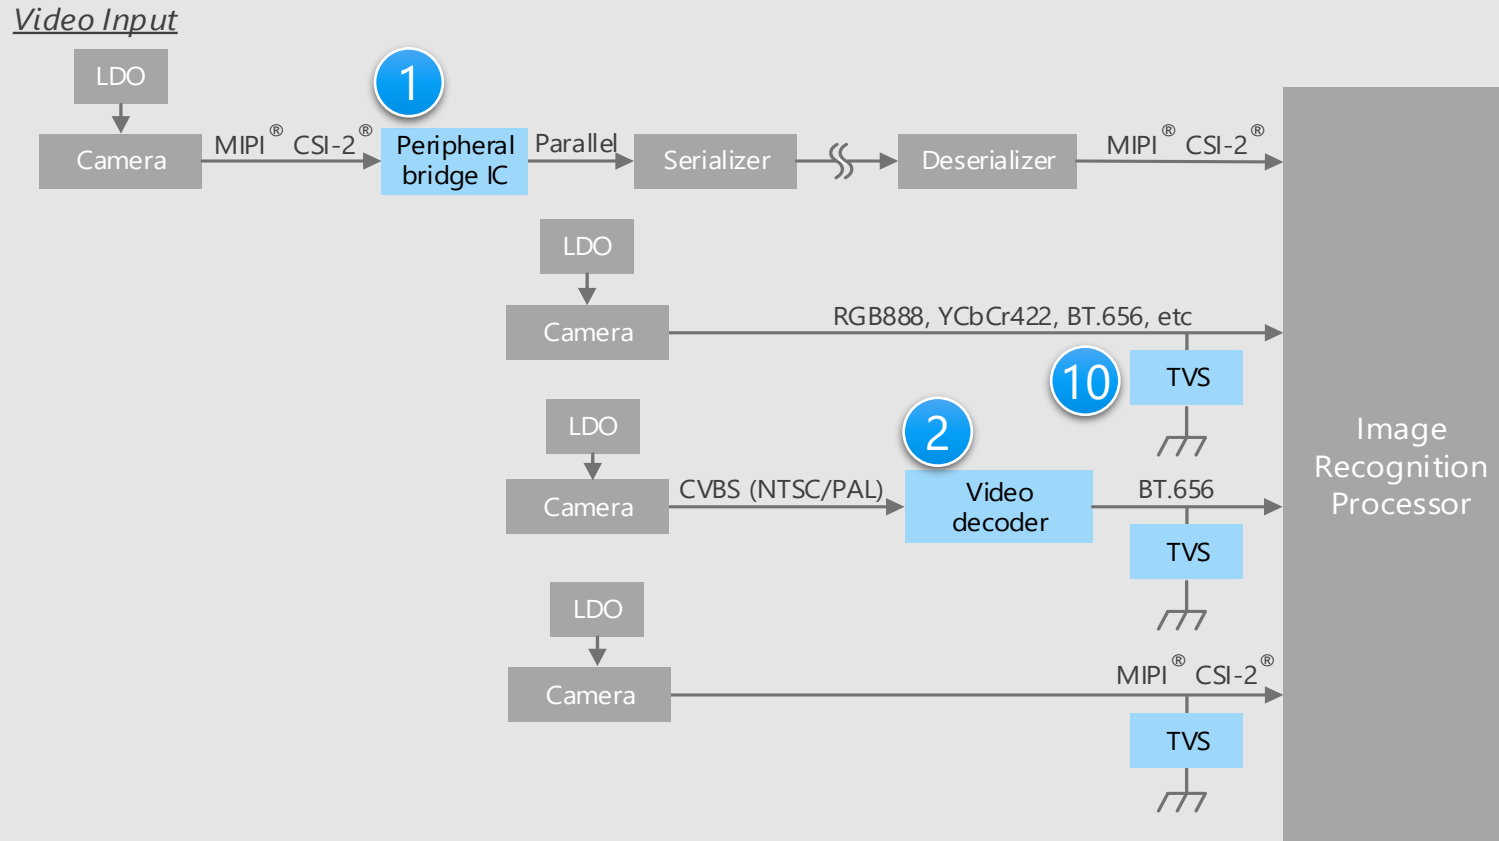 Video Input
LDO
1
Camera
MIPI® CSI-2®
Peripheral
bridge IC
Parallel
Serializer
Deserializer
MIPI® CSI-2®
LDO
Camera
RGB888, YCbCr422, BT.656, etc
10
TVS
LDO
2
Camera
CVBS (NTSC/PAL)
Video
decoder
BT.656
TVS
Image
Recognition
Processor
LDO
Camera
MIPI® CSI-2®
TVS